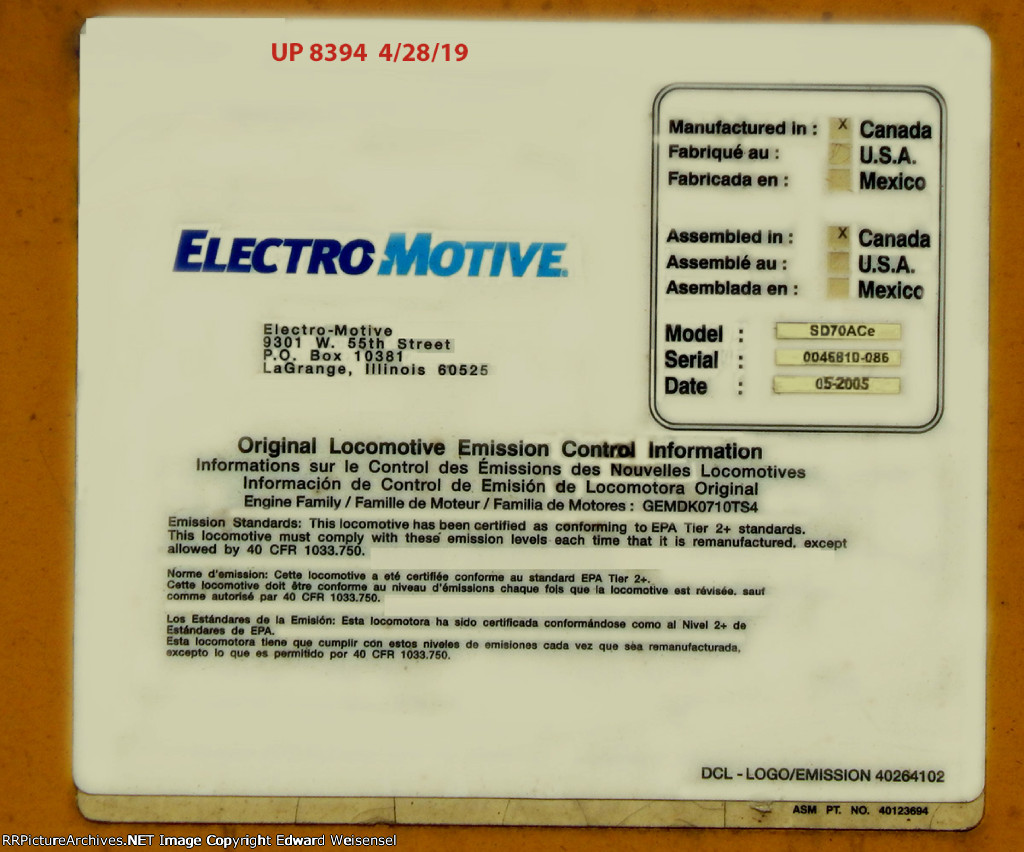 UP 8394 4/28/19
Manufactured in : X Canada
Fabriqué au : U.S.A.
Fabricada en : Mexico
Assembled in : X Canada
Assemblé au : U.S.A.
Asemblada en : Mexico
Model : SD70ACe
Serial : 0046810-086
Date : 05-2005
ELECTRO-MOTIVE
Electro-Motive
9301 W. 55th Street
P.O. Box 10381
LaGrange, Illinois 60525
Original Locomotive Emission Control Information
Informations sur le Control des Émissions des Nouvelles Locomotives
Información de Control de Emisión de Locomotora Original
Engine Family / Famille de Moteur / Familia de Motores : GEMDK0710TS4
Emission Standards: This locomotive has been certified as conforming to EPA Tier 2+ standards.
This locomotive must comply with these emission levels each time that it is remanufactured, except
allowed by 40 CFR 1033.750.
Norme d'emission: Cette locomotive a eté certifiée conforme au standard EPA Tier 2+.
Cette locomotive doit être conforme au niveau d'émissions chaque fois que la locomotive est révisée, sauf
comme autorisé par 40 CFR 1033.750.
Los Estándares de la Emisión: Esta locomotora ha sido certificada conformándose como al Nivel 2+ de
Estándares de EPA.
Esta locomotora tiene que cumplir con estos niveles de emisiones cada vez que sea remanufacturada,
excepto lo que es permitido por 40 CFR 1033.750.
DCL - LOGO/EMISSION 40264102
ASM PT. NO. 40123694
RRPictureArchives.NET Image Copyright Edward Weisensel